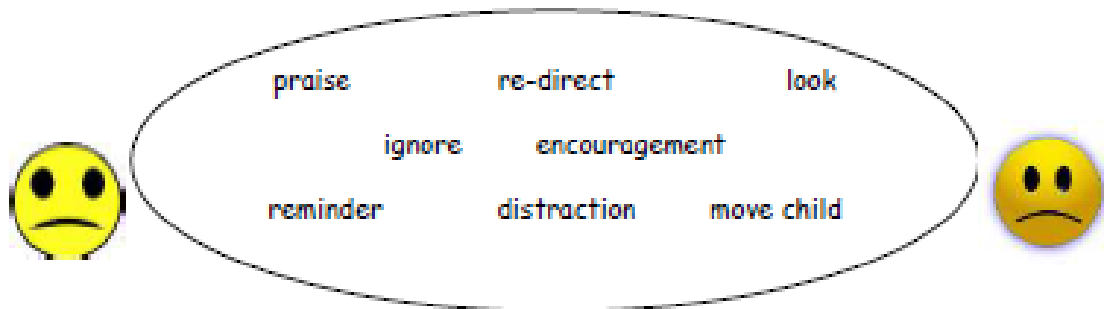 praise re-direct look
ignore encouragement
reminder distraction move child